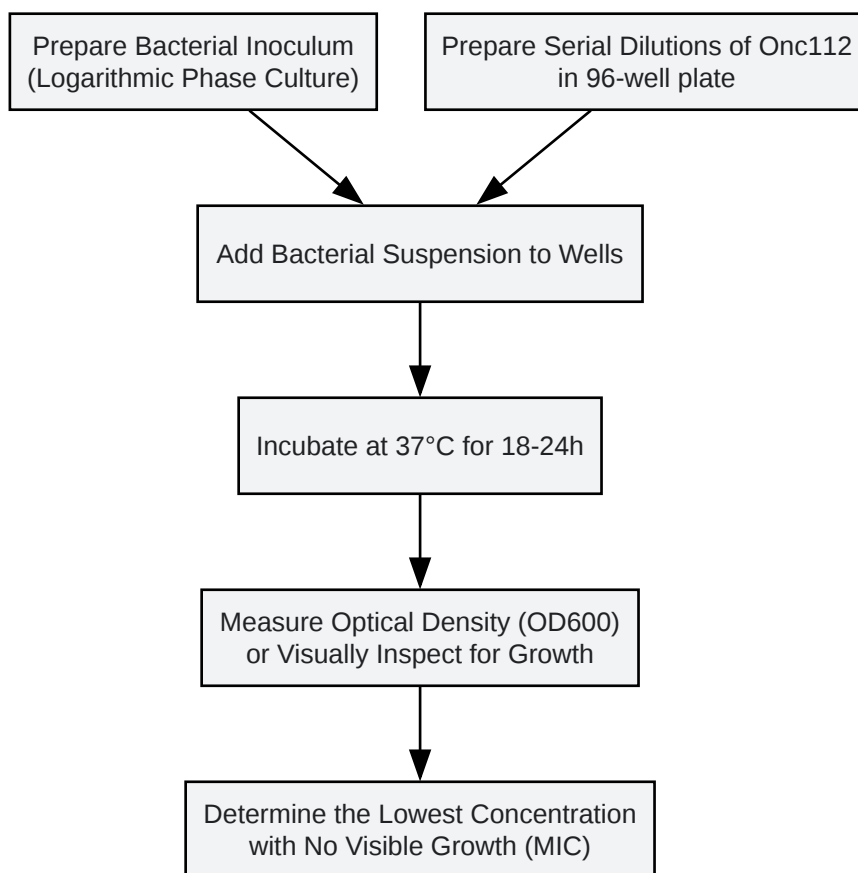 Prepare Bacterial Inoculum
(Logarithmic Phase Culture)
Prepare Serial Dilutions of Onc112
in 96-well plate
Add Bacterial Suspension to Wells
Incubate at 37°C for 18-24h
Measure Optical Density (OD600)
or Visually Inspect for Growth
Determine the Lowest Concentration
with No Visible Growth (MIC)